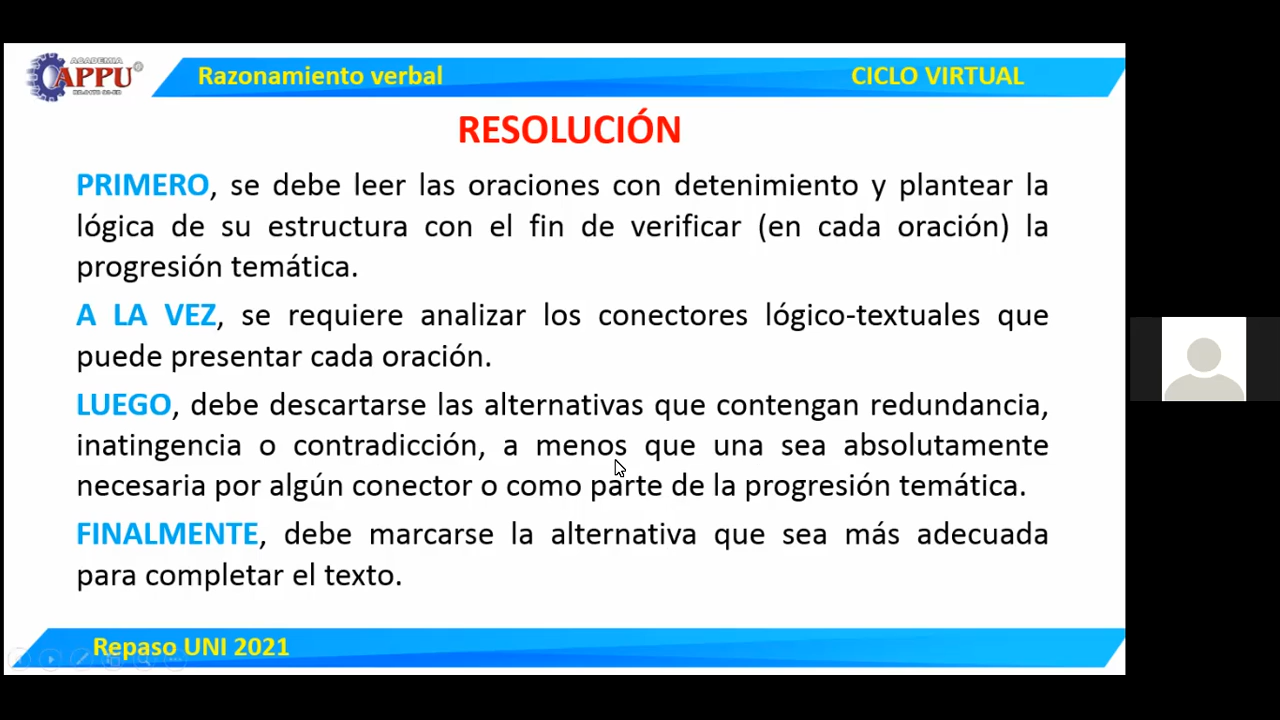 ACADEMIA
APPU
Razonamiento verbal
CICLO VIRTUAL
RESOLUCIÓN
PRIMERO, se debe leer las oraciones con detenimiento y plantear la
lógica de su estructura con el fin de verificar (en cada oración) la
progresión temática.
A LA VEZ, se requiere analizar los conectores lógico-textuales que
puede presentar cada oración.
LUEGO, debe descartarse las alternativas que contengan redundancia,
inatingencia o contradicción, a menos que una sea absolutamente
necesaria por algún conector o como parte de la progresión temática.
FINALMENTE, debe marcarse la alternativa que sea más adecuada
para completar el texto.
Repaso UNI 2021